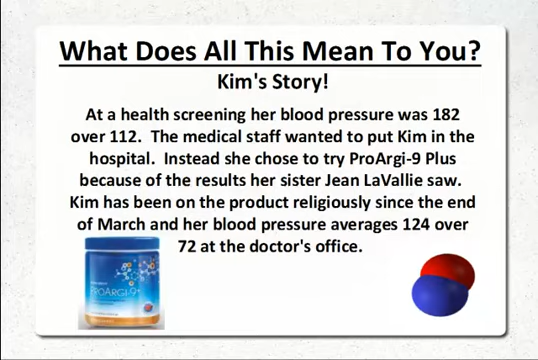 What Does All This Mean To You?
Kim's Story!
At a health screening her blood pressure was 182
over 112.  The medical staff wanted to put Kim in the
hospital.  Instead she chose to try ProArgi-9 Plus
because of the results her sister Jean LaVallie saw.
Kim has been on the product religiously since the end
of March and her blood pressure averages 124 over
72 at the doctor's office.
PROARGI-9+